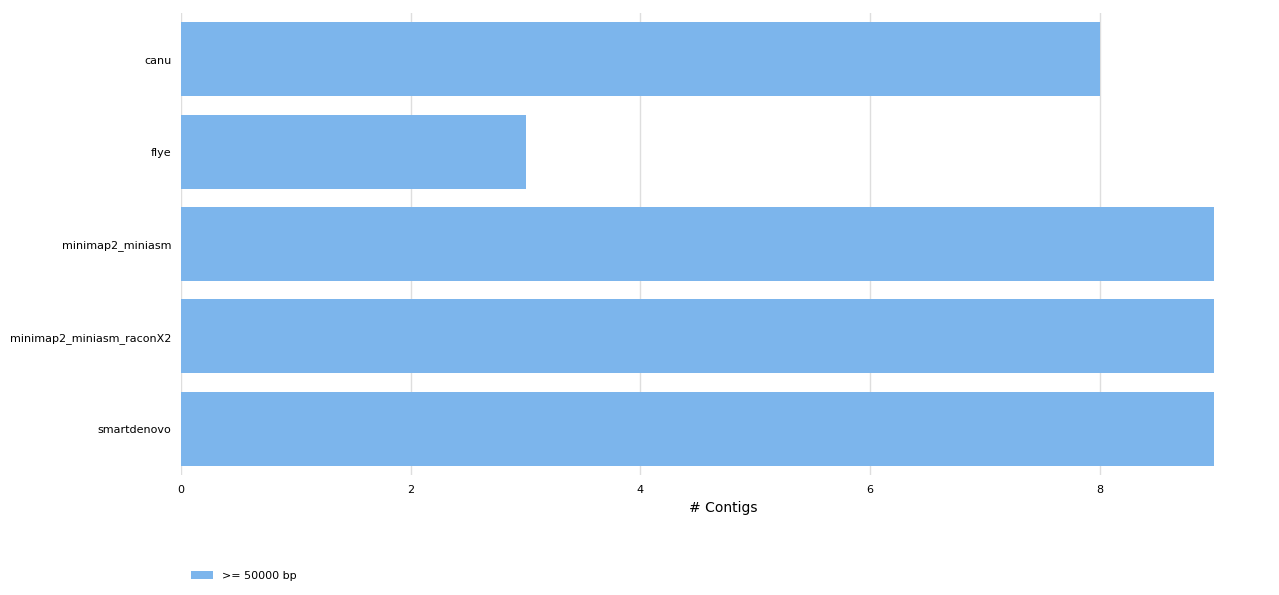 canu
flye
minimap2_miniasm
minimap2_miniasm_raconX2
smartdenovo
0 2 4 6 8
# Contigs
>= 50000 bp